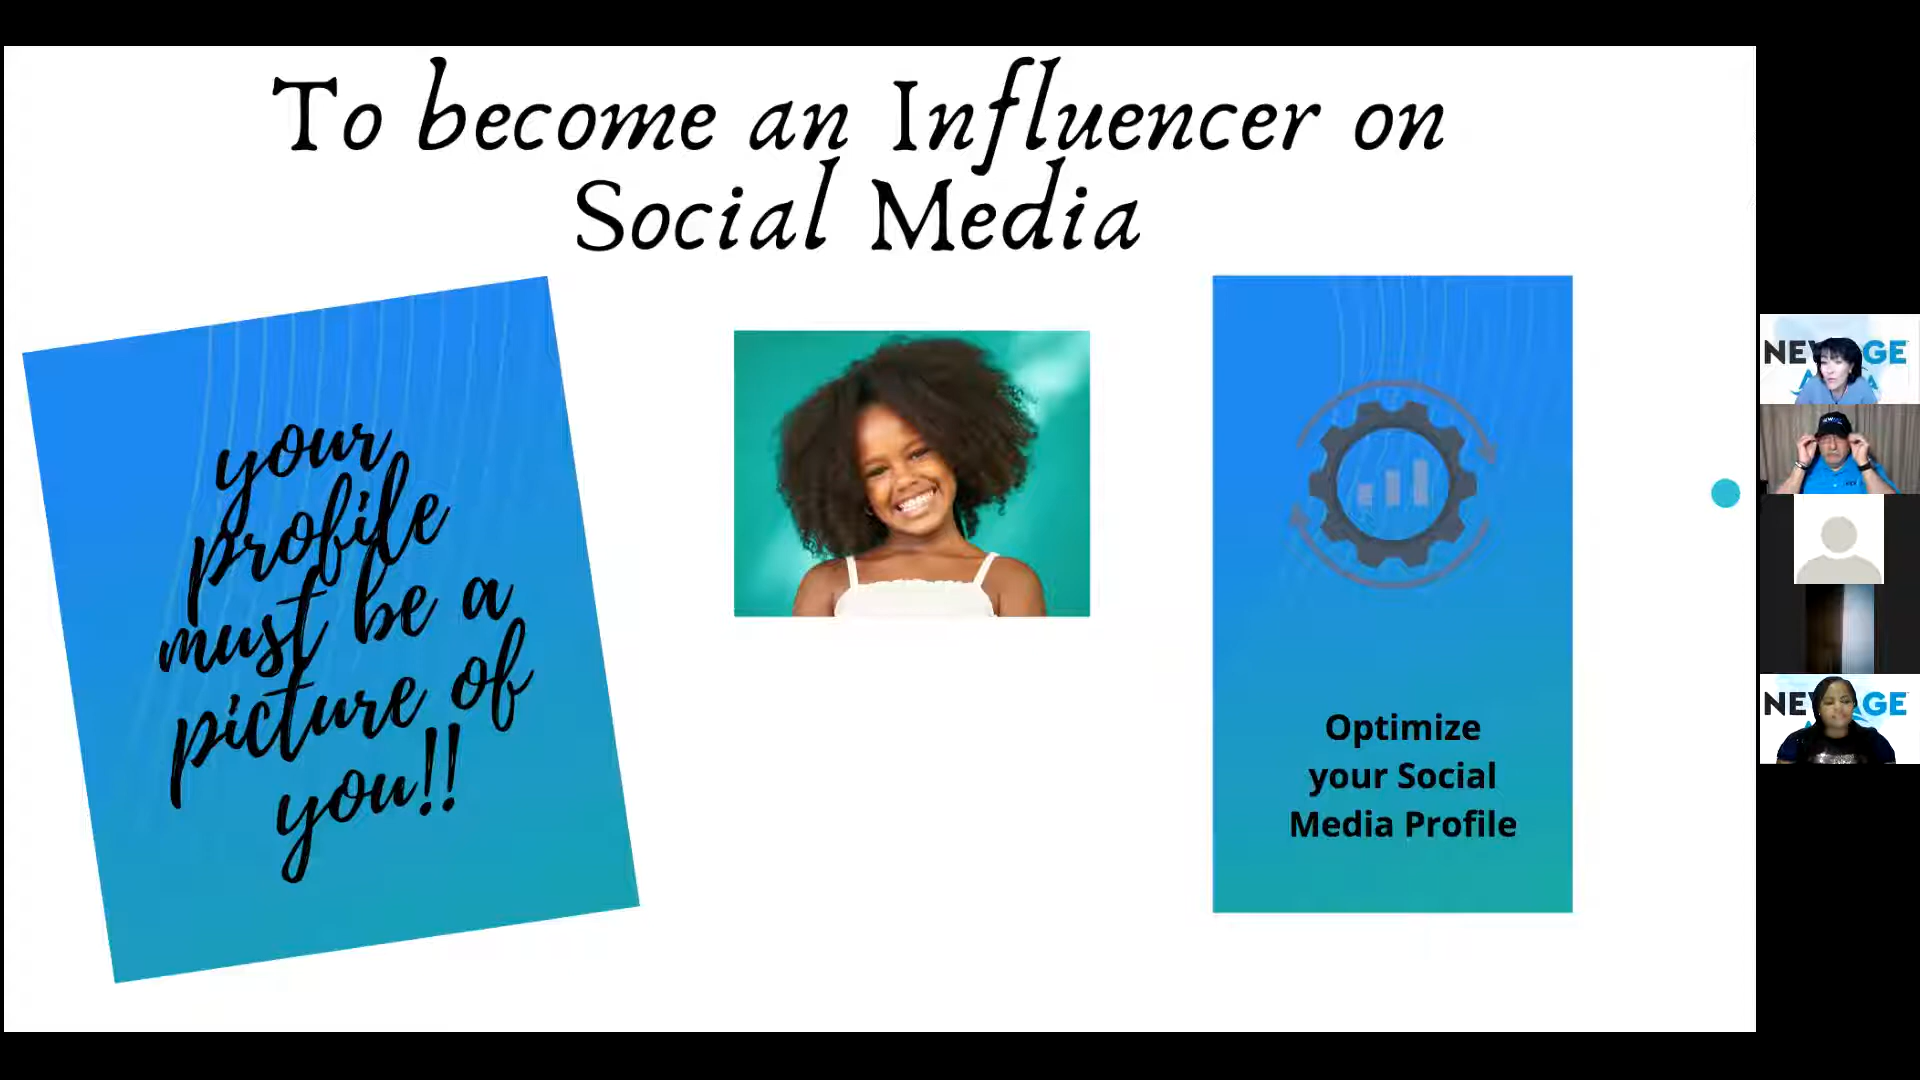 To become an Influencer on
Social Media
your
profile
must be a
picture of
you!!
Optimize
your Social
Media Profile